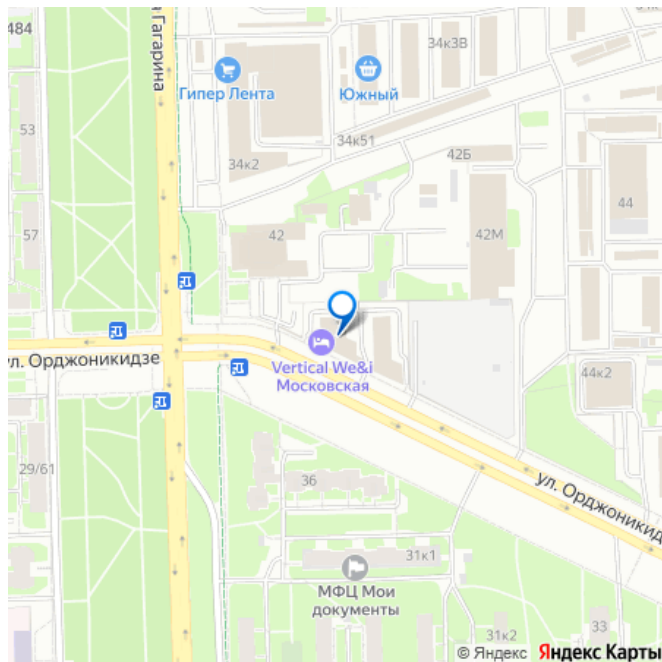 484
а Гагарина
34к3В
Гипер Лента
Южный
53
34к51
34к2
42Б
44
57
42
42М
ул. Орджоникидзе
Vertical We&i
Московская
44к2
29/61
36
ул. Орджоникид
31к1
МФЦ Мои
документы
31к2
33
© Яндекс Яндекс Карты